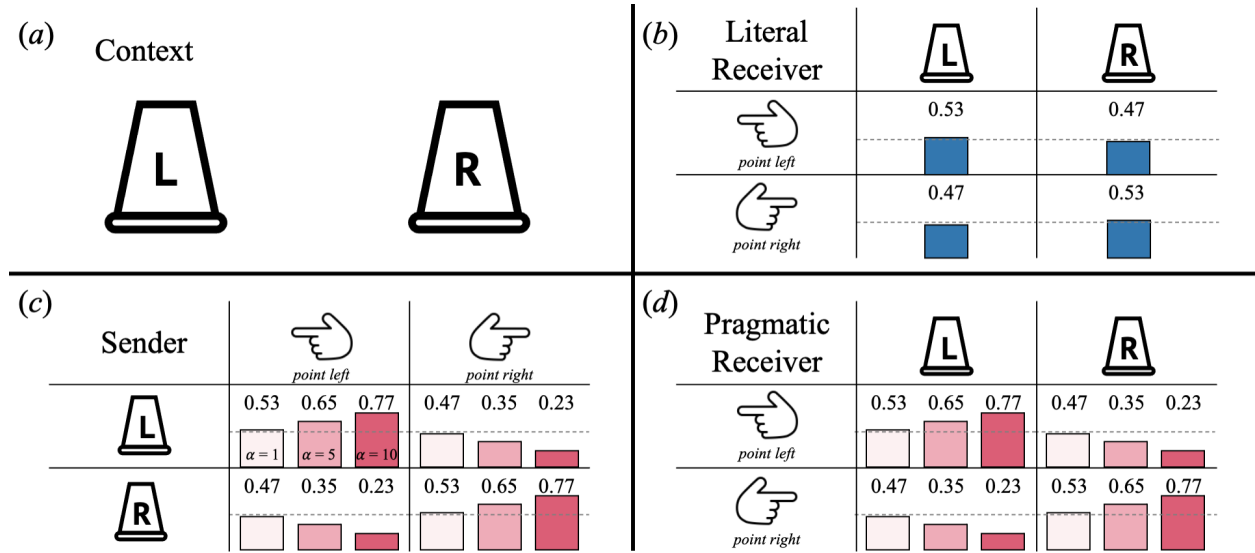 (a)
Context
L R
(b)
Literal
Receiver
L R
point left
0.53 0.47
point right
0.47 0.53
(c)
Sender
point left point right
L
0.53 0.65 0.77 0.47 0.35 0.23
α = 1 α = 5 α = 10
R
0.47 0.35 0.23 0.53 0.65 0.77
(d)
Pragmatic
Receiver
L R
point left
0.53 0.65 0.77 0.47 0.35 0.23
point right
0.47 0.35 0.23 0.53 0.65 0.77